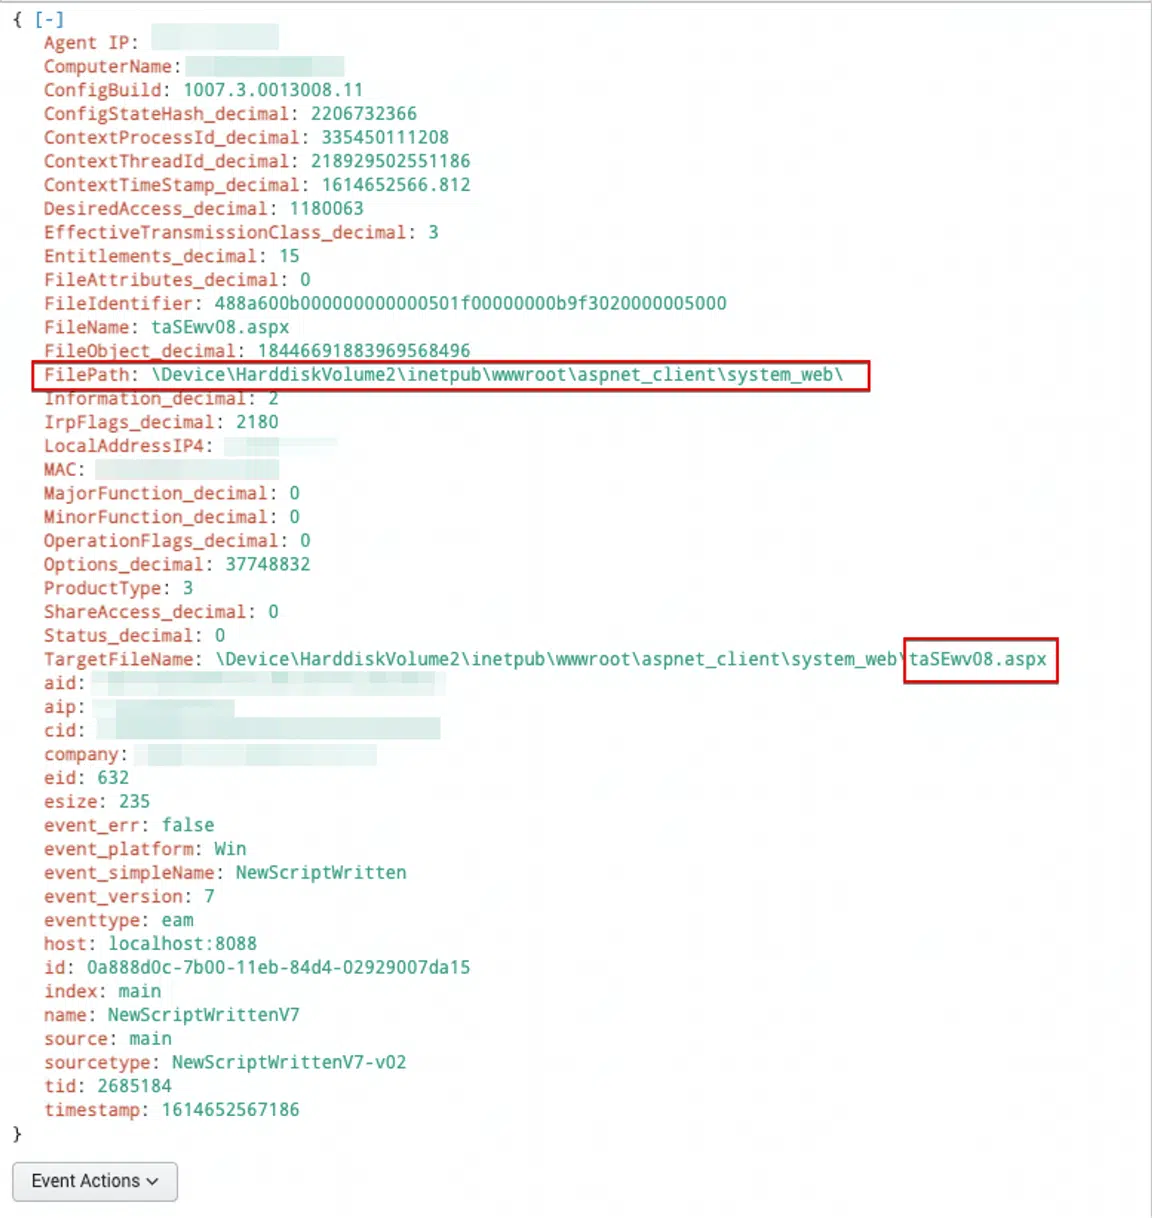 { [-]
Agent IP:
ComputerName:
ConfigBuild: 1007.3.0013008.11
ConfigStateHash_decimal: 2206732366
ContextProcessId_decimal: 335450111208
ContextThreadId_decimal: 218929502551186
ContextTimeStamp_decimal: 1614652566.812
DesiredAccess_decimal: 1180063
EffectiveTransmissionClass_decimal: 3
Entitlements_decimal: 15
FileAttributes_decimal: 0
FileIdentifier: 488a600b000000000000501f00000000b9f3020000005000
FileName: taSEwv08.aspx
FileObject_decimal: 18446691883969568496
FilePath: \Device\HarddiskVolume2\inetpub\wwwroot\aspnet_client\system_web\
Information_decimal: 2
IrpFlags_decimal: 2180
LocalAddressIP4:
MAC:
MajorFunction_decimal: 0
MinorFunction_decimal: 0
OperationFlags_decimal: 0
Options_decimal: 37748832
ProductType: 3
ShareAccess_decimal: 0
Status_decimal: 0
TargetFileName: \Device\HarddiskVolume2\inetpub\wwwroot\aspnet_client\system_web\taSEwv08.aspx
aid:
aip:
cid:
company:
eid: 632
esize: 235
event_err: false
event_platform: Win
event_simpleName: NewScriptWritten
event_version: 7
eventtype: eam
host: localhost:8088
id: 0a888d0c-7b00-11eb-84d4-02929007da15
index: main
name: NewScriptWrittenV7
source: main
sourcetype: NewScriptWrittenV7-v02
tid: 2685184
timestamp: 1614652567186
}
Event Actions